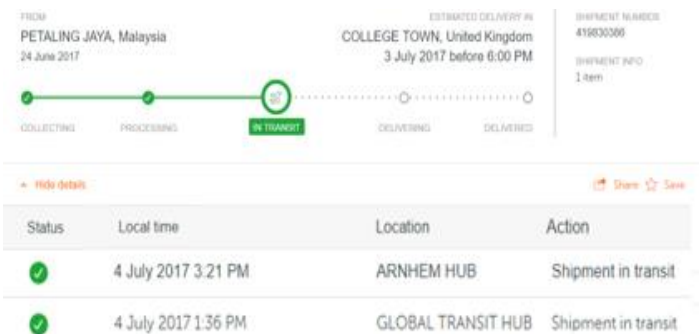 FROM
PETALING JAYA, Malaysia
24 June 2017
ESTIMATED DELIVERY IN
COLLEGE TOWN, United Kingdom
3 July 2017 before 6:00 PM
SHIPMENT NUMBER
419830386
SHIPMENT INFO
1 item
COLLECTING PROCESSING IN TRANSIT DELIVERING DELIVERED
Hide details Share Save
Status Local time Location Action
4 July 2017 3:21 PM ARNHEM HUB Shipment in transit
4 July 2017 1:36 PM GLOBAL TRANSIT HUB Shipment in transit